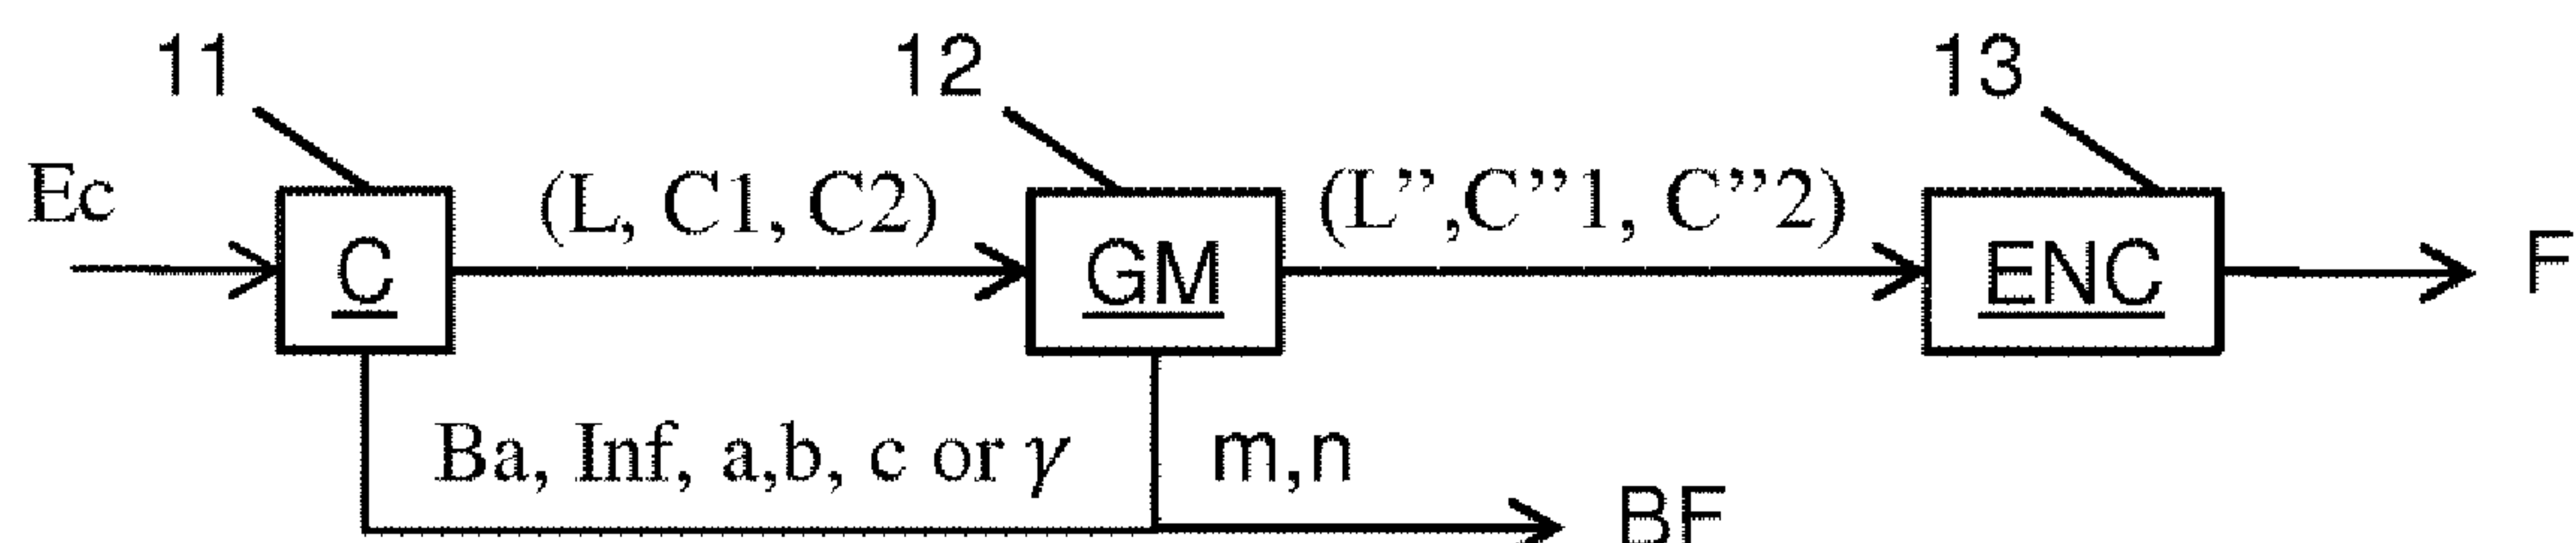 11 12 13
Ec (L, C1, C2) (L”,C”1, C”2)
C GM ENC F
Ba, Inf, a,b, c or γ m,n
BF